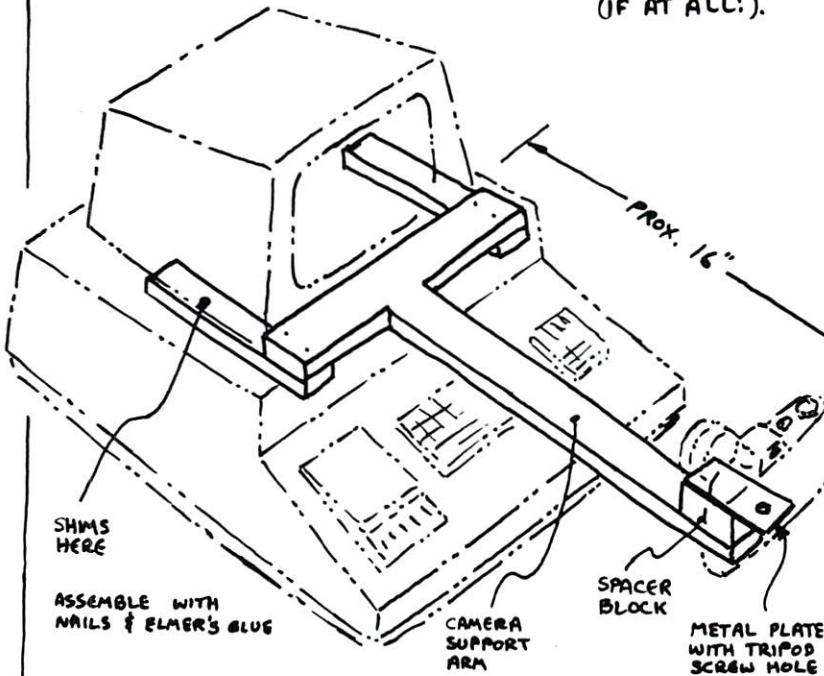 (IF AT ALL!).
PROX. 16"
SHIMS
HERE
ASSEMBLE WITH
NAILS & ELMER'S GLUE
CAMERA
SUPPORT
ARM
SPACER
BLOCK
METAL PLATE
WITH TRIPOD
SCREW HOLE